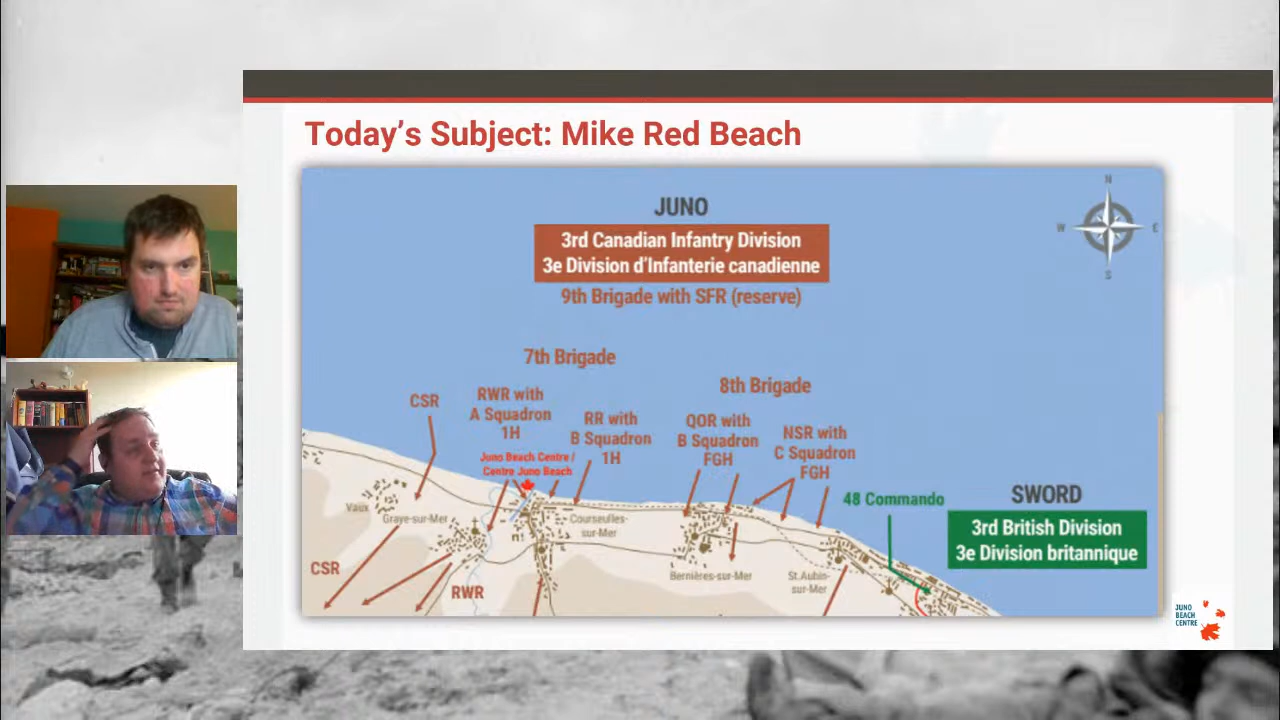 Today's Subject: Mike Red Beach
JUNO
3rd Canadian Infantry Division
3e Division d'Infanterie canadienne
9th Brigade with SFR (reserve)
N
W
E
S
7th Brigade
8th Brigade
CSR
RWR with
A Squadron
1H
RR with
B Squadron
1H
QOR with
B Squadron
FGH
NSR with
C Squadron
FGH
Juno Beach Centre /
Centre Juno Beach
48 Commando
SWORD
3rd British Division
3e Division britannique
Vaux
Graye-sur-Mer
Courseulles-
sur-Mer
Bernières-sur-Mer
St.Aubin-
sur-Mer
CSR
RWR
JUNO
BEACH
CENTRE